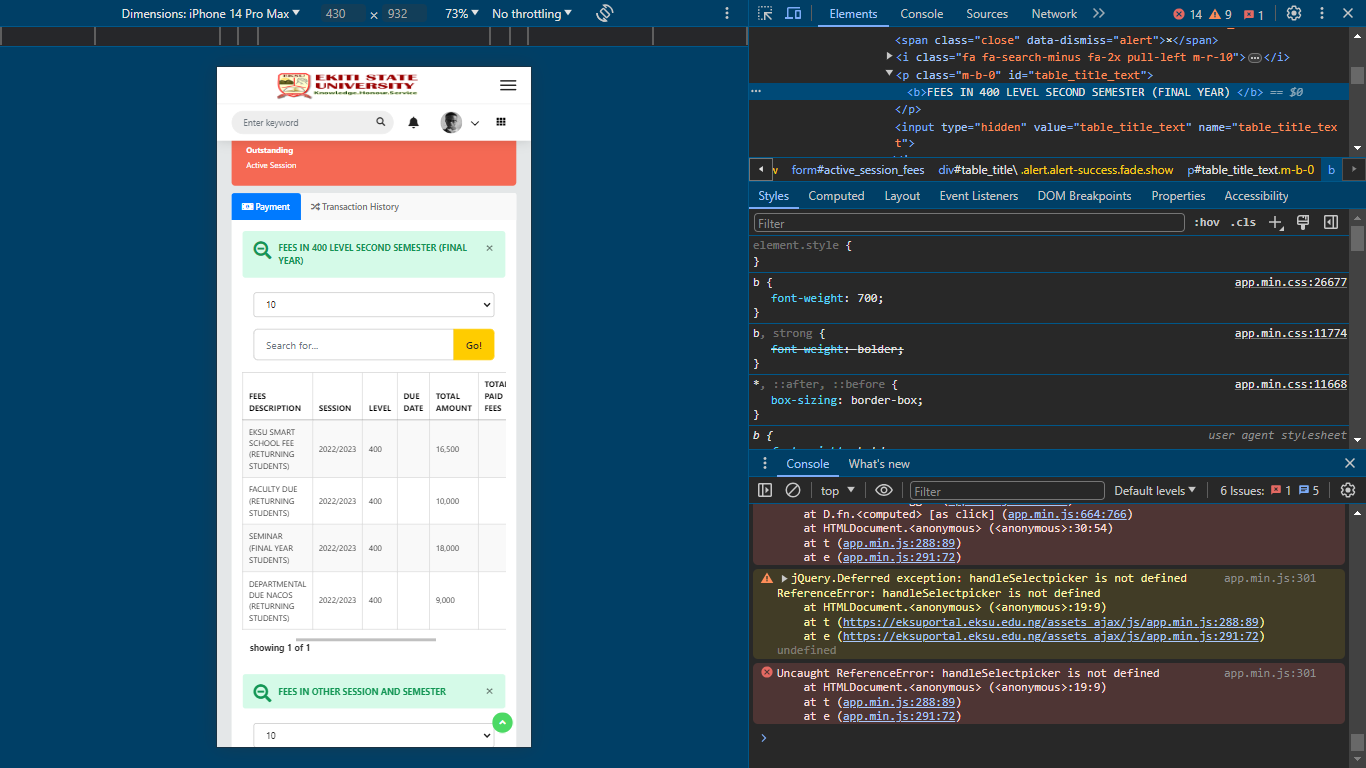 Dimensions: iPhone 14 Pro Max ▼ 430 × 932 73% ▼ No throttling ▼
EKSU
EKITI STATE
UNIVERSITY
Knowledge.Honour.Service
Enter keyword
Outstanding
Active Session
Payment Transaction History
FEES IN 400 LEVEL SECOND SEMESTER (FINAL
YEAR) ×
10
Search for... Go!
FEES DESCRIPTION SESSION LEVEL DUE DATE TOTAL AMOUNT TOTAL PAID FEES
EKSU SMART SCHOOL FEE (RETURNING STUDENTS) 2022/2023 400 16,500
FACULTY DUE (RETURNING STUDENTS) 2022/2023 400 10,000
SEMINAR (FINAL YEAR STUDENTS) 2022/2023 400 18,000
DEPARTMENTAL DUE NACOS (RETURNING STUDENTS) 2022/2023 400 9,000
showing 1 of 1
FEES IN OTHER SESSION AND SEMESTER ×
10
Elements Console Sources Network » 14 9 1
<span class="close" data-dismiss="alert">×</span>
<i class="fa fa-search-minus fa-2x pull-left m-r-10">…</i>
<p class="m-b-0" id="table_title_text">
<b>FEES IN 400 LEVEL SECOND SEMESTER (FINAL YEAR) </b> == $0
</p>
<input type="hidden" value="table_title_text" name="table_title_tex
t">
form#active_session_fees div#table_title\ .alert.alert-success.fade.show p#table_title_text.m-b-0 b
Styles Computed Layout Event Listeners DOM Breakpoints Properties Accessibility
Filter :hov .cls
element.style {
}
b { app.min.css:26677
font-weight: 700;
}
b, strong { app.min.css:11774
font-weight: bolder;
}
*, ::after, ::before { app.min.css:11668
box-sizing: border-box;
}
b { user agent stylesheet
Console What's new
top ▼ Filter Default levels ▼ 6 Issues: 1 5
at D.fn.<computed> [as click] (app.min.js:664:766)
at HTMLDocument.<anonymous> (<anonymous>:30:54)
at t (app.min.js:288:89)
at e (app.min.js:291:72)
jQuery.Deferred exception: handleSelectpicker is not defined app.min.js:301
ReferenceError: handleSelectpicker is not defined
at HTMLDocument.<anonymous> (<anonymous>:19:9)
at t (https://eksuportal.eksu.edu.ng/assets_ajax/js/app.min.js:288:89)
at e (https://eksuportal.eksu.edu.ng/assets_ajax/js/app.min.js:291:72)
undefined
Uncaught ReferenceError: handleSelectpicker is not defined app.min.js:301
at HTMLDocument.<anonymous> (<anonymous>:19:9)
at t (app.min.js:288:89)
at e (app.min.js:291:72)